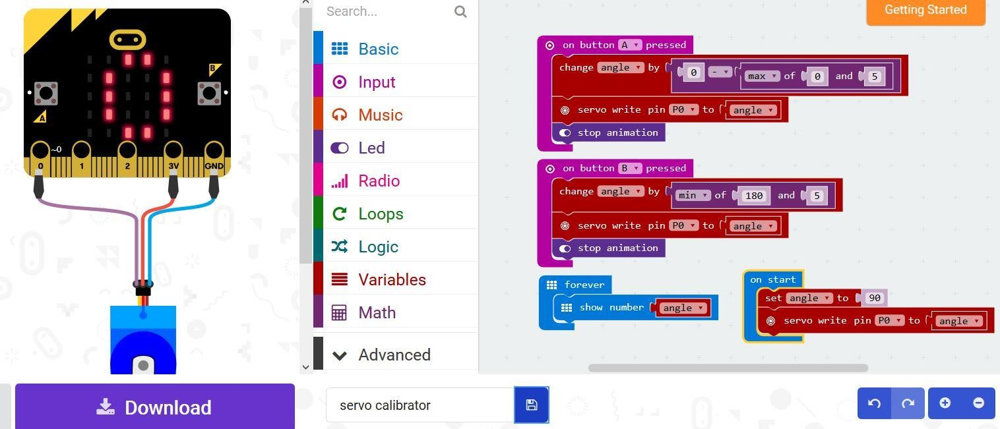 B
A
~0
0 1 2 3V GND
Download
Search...
Basic
Input
Music
Led
Radio
Loops
Logic
Variables
Math
Advanced
servo calibrator
Getting Started
on button A pressed
change angle by 0 - max of 0 and 5
servo write pin P0 to angle
stop animation
on button B pressed
change angle by min of 180 and 5
servo write pin P0 to angle
stop animation
forever
show number angle
on start
set angle to 90
servo write pin P0 to angle